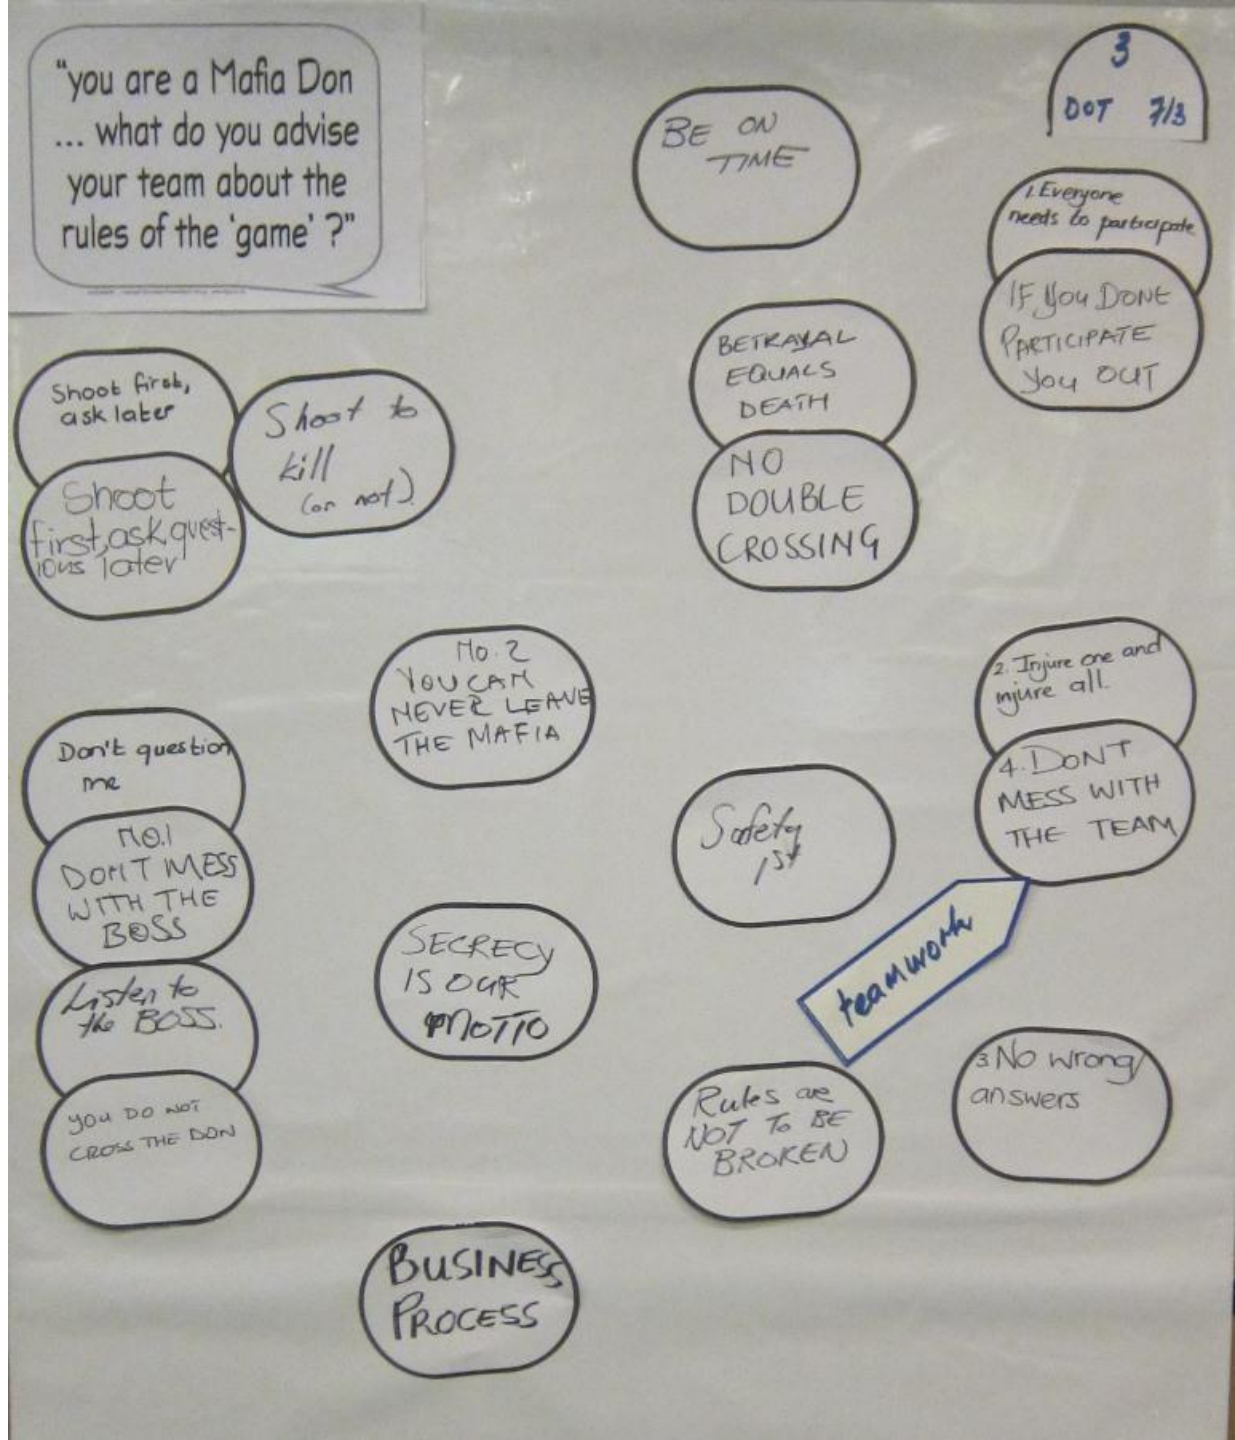 "you are a Mafia Don
... what do you advise
your team about the
rules of the 'game' ?"
3
DOT 7/3
BE ON
TIME
1. Everyone
needs to participate
IF YOU DONE
PARTICIPATE
YOU OUT
BETRAYAL
EQUALS
DEATH
NO
DOUBLE
CROSSING
Shoot first,
ask later
Shoot
first, ask quest-
ions later
Shoot to
kill
(or not).
No. 2
YOU CAN
NEVER LEAVE
THE MAFIA
2. Injure one and
injure all.
4. DONT
MESS WITH
THE TEAM
Don't question
me
NO.1
DON'T MESS
WITH THE
BOSS
Listen to
the BOSS.
YOU DO NOT
CROSS THE DON
Safety
1st
SECRECY
IS OUR
MOTTO
teamwork
Rules are
NOT TO BE
BROKEN
3 No wrong
answers
BUSINESS
PROCESS